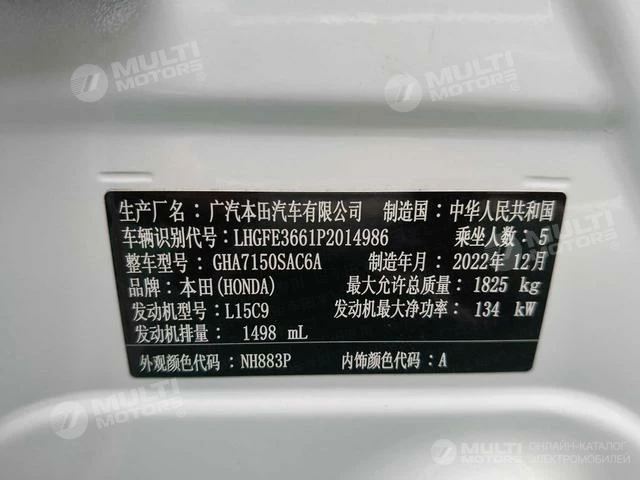 MULTI MOTORS
MULTI MOTORS
生产厂名：广汽本田汽车有限公司 制造国：中华人民共和国
车辆识别代号：LHGFE3661P2014986 乘坐人数：5
整车型号：GHA7150SAC6A 制造年月：2022年12月
品牌：本田(HONDA) 最大允许总质量：1825 kg
发动机型号：L15C9 发动机最大净功率：134 kW
发动机排量：1498 mL
外观颜色代码：NH883P 内饰颜色代码：A
MULTI MOTORS
MULTI MOTORS ОНЛАЙН-КАТАЛОГ ЭЛЕКТРОМОБИЛЕЙ